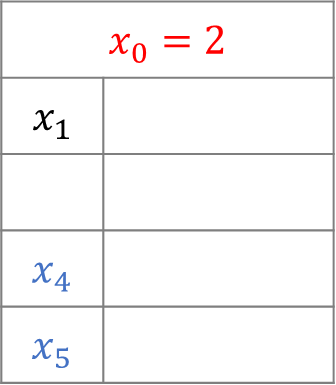 x₀ = 2
x₁
x₄
x₅